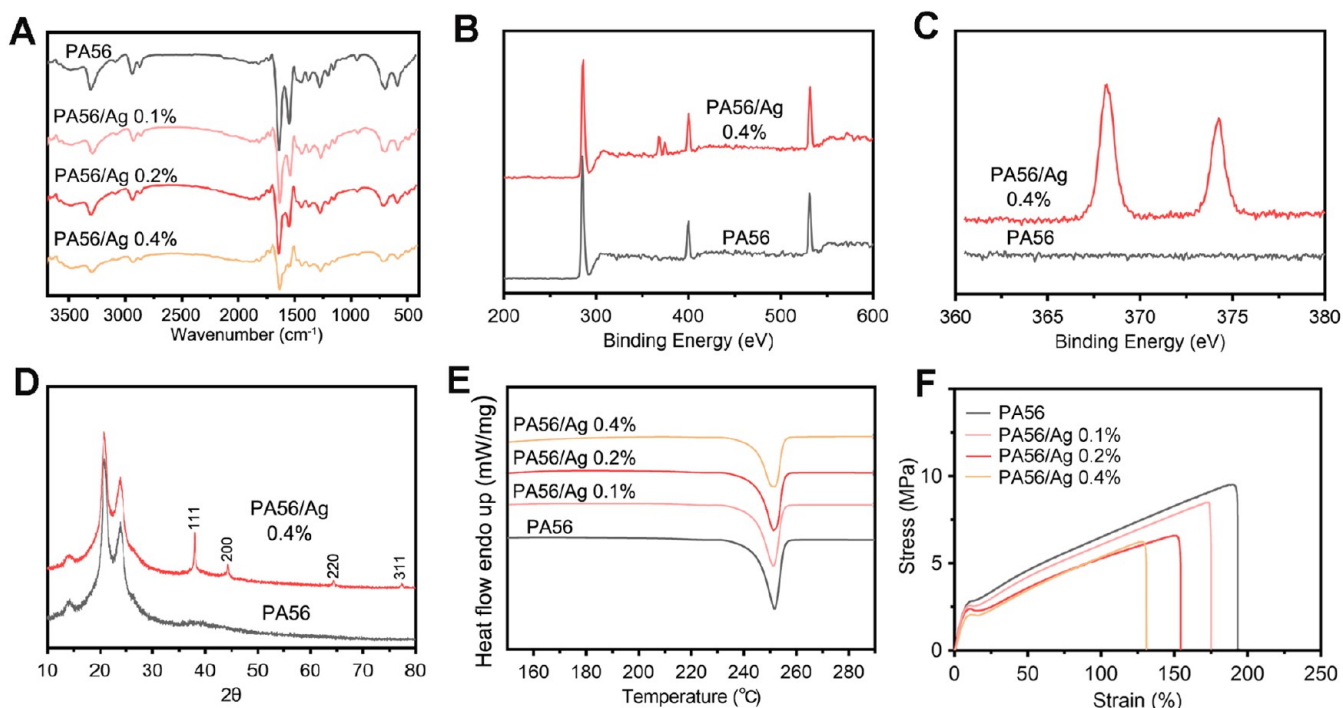 A
PA56
PA56/Ag 0.1%
PA56/Ag 0.2%
PA56/Ag 0.4%
3500 3000 2500 2000 1500 1000 500
Wavenumber (cm⁻¹)
B
PA56/Ag
0.4%
PA56
200 300 400 500 600
Binding Energy (eV)
C
PA56/Ag
0.4%
PA56
360 365 370 375 380
Binding Energy (eV)
D
111
200
220
311
PA56/Ag
0.4%
PA56
10 20 30 40 50 60 70 80
2θ
E
Heat flow endo up (mW/mg)
PA56/Ag 0.4%
PA56/Ag 0.2%
PA56/Ag 0.1%
PA56
160 180 200 220 240 260 280
Temperature (℃)
F
Stress (MPa)
15
10
5
0
PA56
PA56/Ag 0.1%
PA56/Ag 0.2%
PA56/Ag 0.4%
0 50 100 150 200 250
Strain (%)